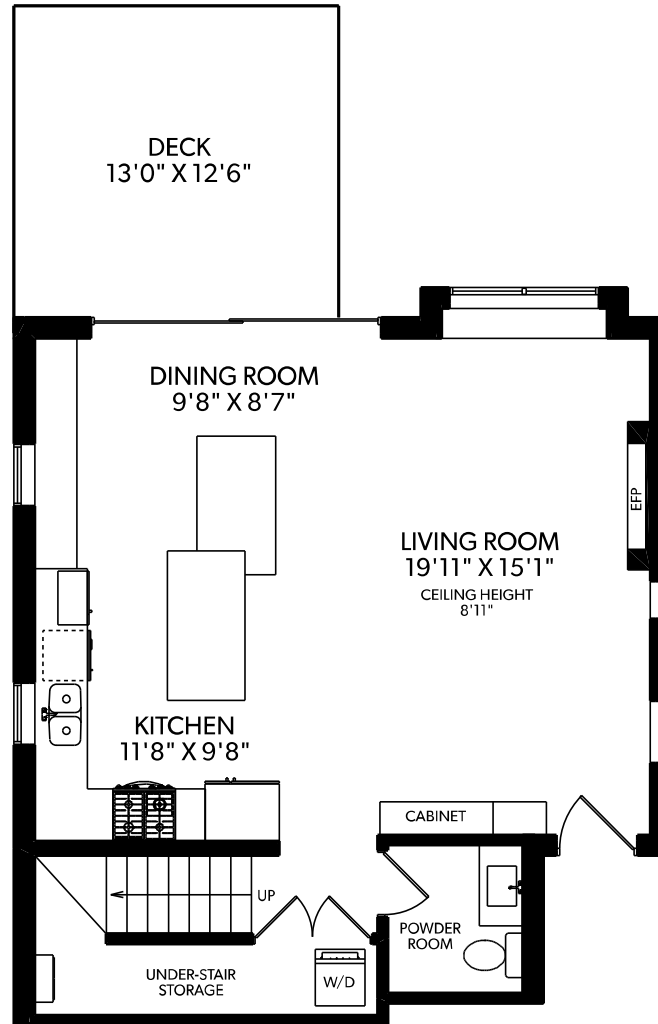 DECK
13'0" X 12'6"
DINING ROOM
9'8" X 8'7"
EFP
LIVING ROOM
19'11" X 15'1"
CEILING HEIGHT
8'11"
KITCHEN
11'8" X 9'8"
CABINET
UP
POWDER
ROOM
UNDER-STAIR
STORAGE
W/D